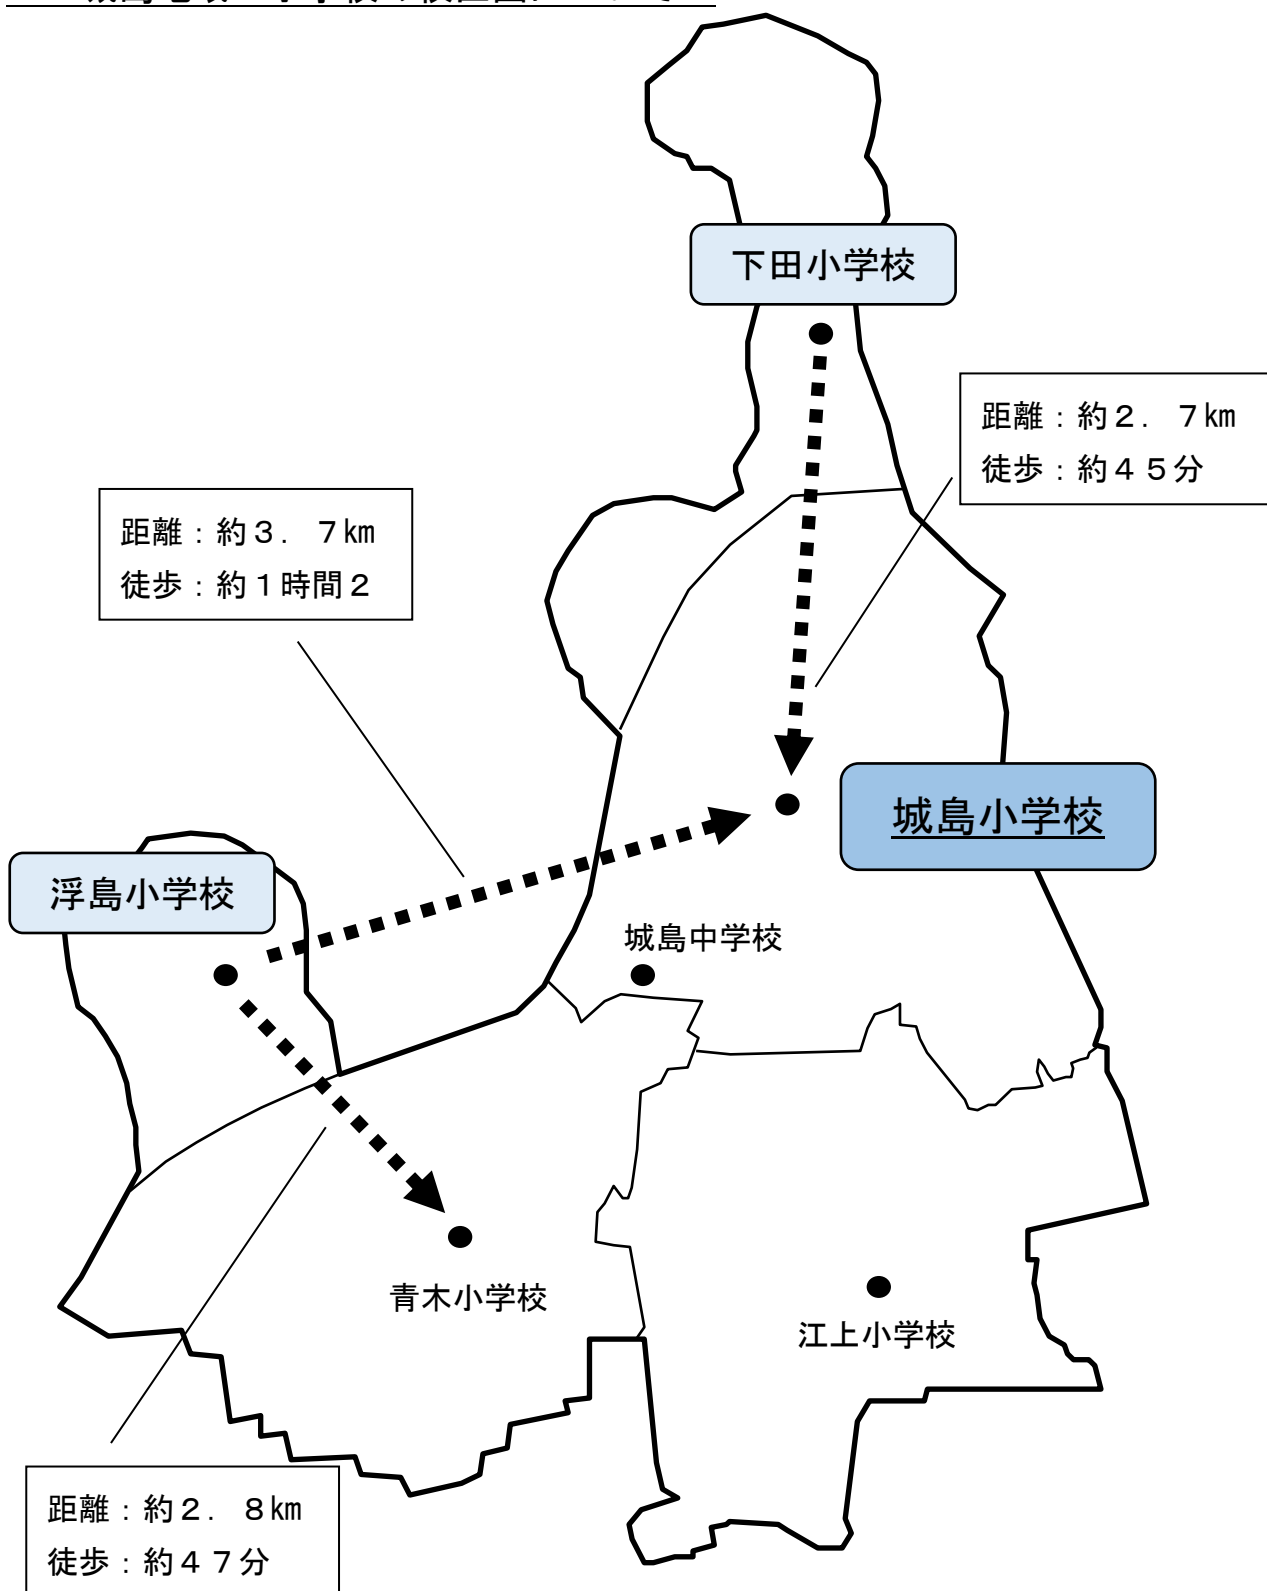 下田小学校
距離：約２．７㎞
徒歩：約４５分
距離：約３．７㎞
徒歩：約１時間２
城島小学校
浮島小学校
城島中学校
青木小学校
江上小学校
距離：約２．８㎞
徒歩：約４７分